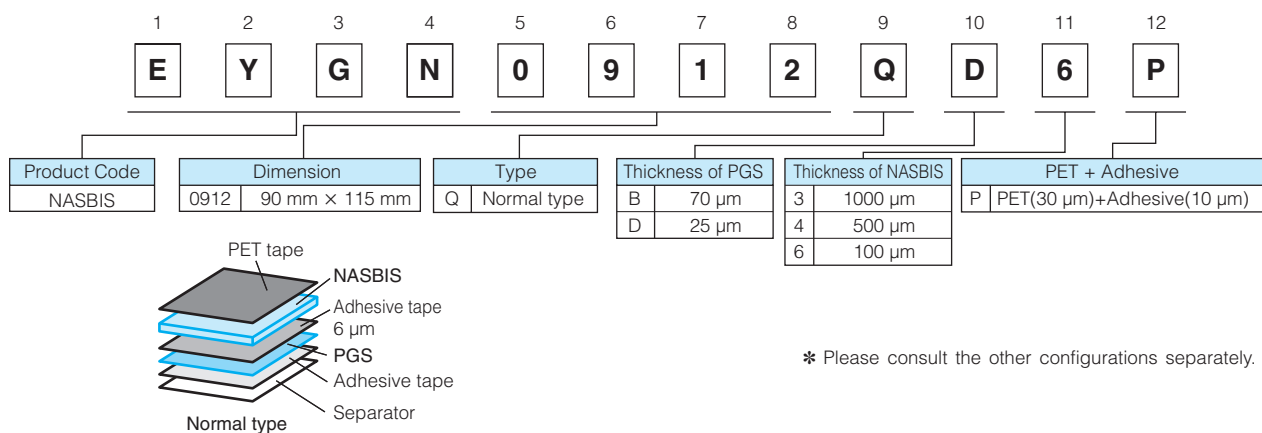 1 2 3 4 5 6 7 8 9 10 11 12
E Y G N 0 9 1 2 Q D 6 P
Product Code
NASBIS
Dimension
0912 90 mm × 115 mm
Type
Q Normal type
Thickness of PGS
B 70 μm
D 25 μm
Thickness of NASBIS
3 1000 μm
4 500 μm
6 100 μm
PET + Adhesive
P PET(30 μm)+Adhesive(10 μm)
PET tape
NASBIS
Adhesive tape
6 μm
PGS
Adhesive tape
Separator
Normal type
✽ Please consult the other configurations separately.